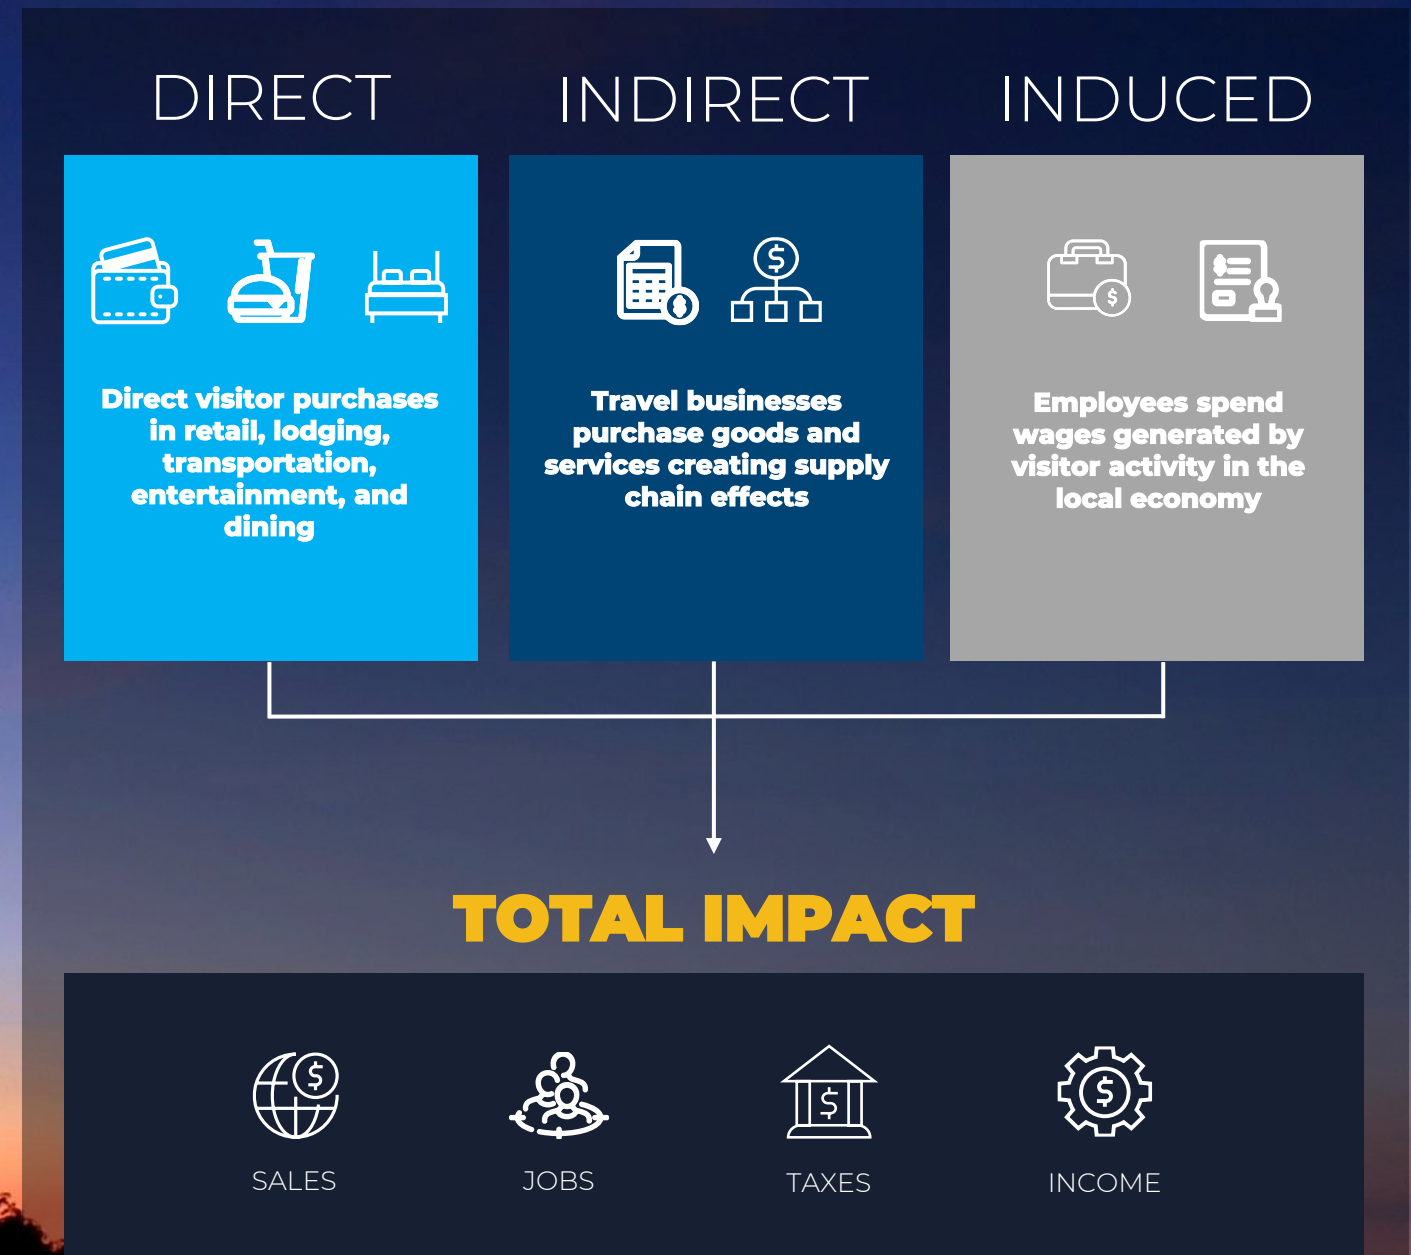 DIRECT
INDIRECT
INDUCED
Direct visitor purchases
in retail, lodging,
transportation,
entertainment, and
dining
Travel businesses
purchase goods and
services creating supply
chain effects
Employees spend
wages generated by
visitor activity in the
local economy
TOTAL IMPACT
SALES
JOBS
TAXES
INCOME